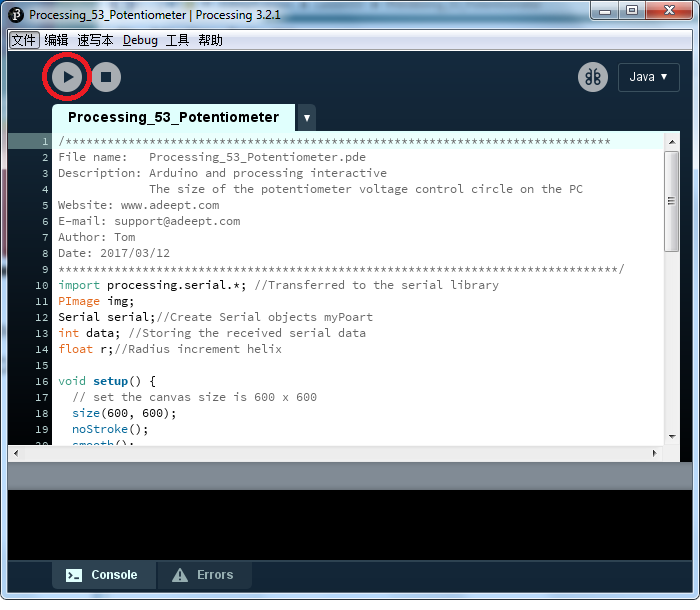 Processing_53_Potentiometer | Processing 3.2.1
文件 编辑 速写本 Debug 工具 帮助
Java ▼
Processing_53_Potentiometer ▼
1 /******************************************************************************
2 File name:   Processing_53_Potentiometer.pde
3 Description: Arduino and processing interactive
4              The size of the potentiometer voltage control circle on the PC
5 Website: www.adeept.com
6 E-mail: support@adeept.com
7 Author: Tom
8 Date: 2017/03/12
9 ********************************************************************************/
10 import processing.serial.*; //Transferred to the serial library
11 PImage img;
12 Serial serial;//Create Serial objects myPoart
13 int data; //Storing the received serial data
14 float r;//Radius increment helix
15
16 void setup() {
17   // set the canvas size is 600 x 600
18   size(600, 600);
19   noStroke();
20   smooth();
Console Errors